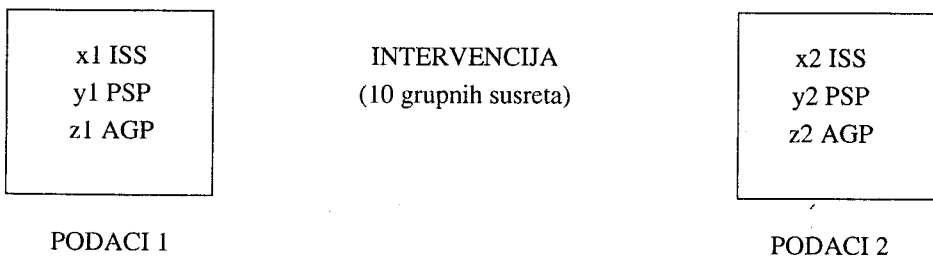 x1 ISS
y1 PSP
z1 AGP
INTERVENCIJA
(10 grupnih susreta)
x2 ISS
y2 PSP
z2 AGP
PODACI 1
PODACI 2